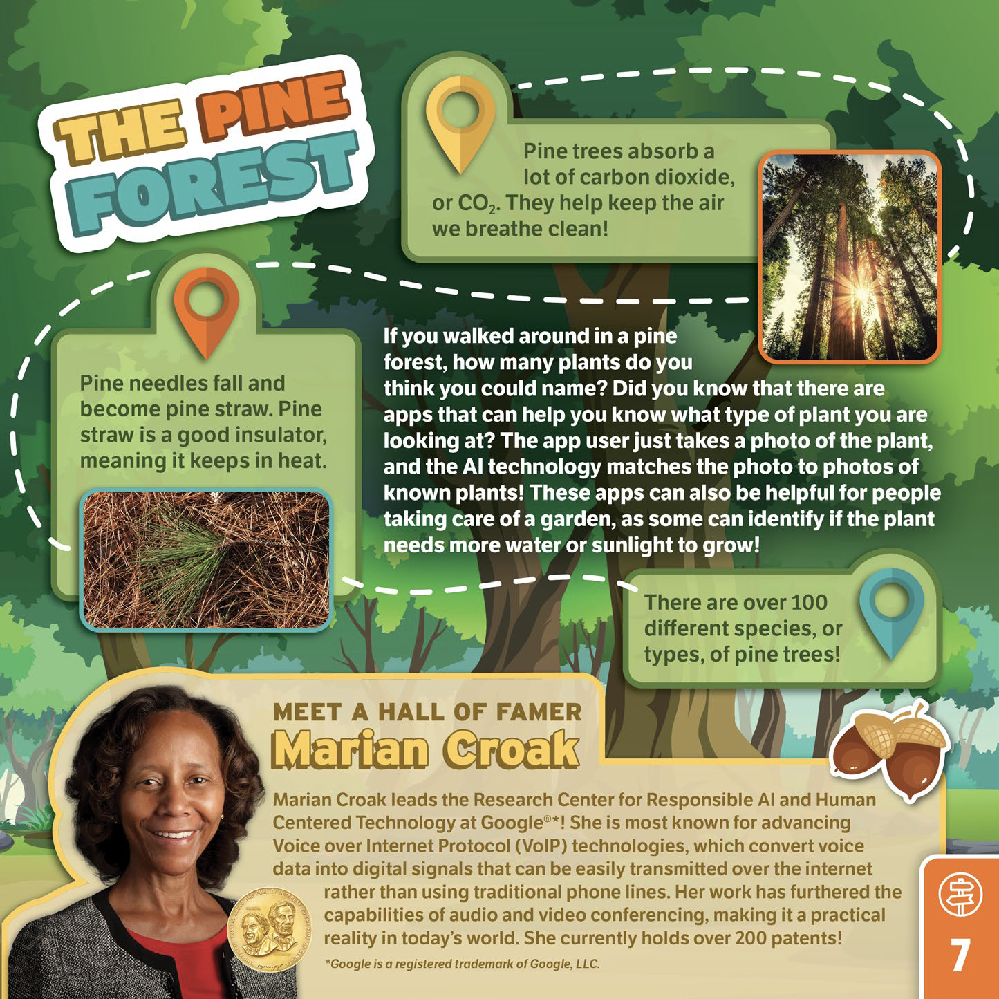 THE PINE
FOREST
Pine trees absorb a
lot of carbon dioxide,
or CO₂. They help keep the air
we breathe clean!
Pine needles fall and
become pine straw. Pine
straw is a good insulator,
meaning it keeps in heat.
If you walked around in a pine
forest, how many plants do you
think you could name? Did you know that there are
apps that can help you know what type of plant you are
looking at? The app user just takes a photo of the plant,
and the AI technology matches the photo to photos of
known plants! These apps can also be helpful for people
taking care of a garden, as some can identify if the plant
needs more water or sunlight to grow!
There are over 100
different species, or
types, of pine trees!
MEET A HALL OF FAMER
Marian Croak
Marian Croak leads the Research Center for Responsible AI and Human
Centered Technology at Google®*! She is most known for advancing
Voice over Internet Protocol (VoIP) technologies, which convert voice
data into digital signals that can be easily transmitted over the internet
rather than using traditional phone lines. Her work has furthered the
capabilities of audio and video conferencing, making it a practical
reality in today’s world. She currently holds over 200 patents!
*Google is a registered trademark of Google, LLC.
7